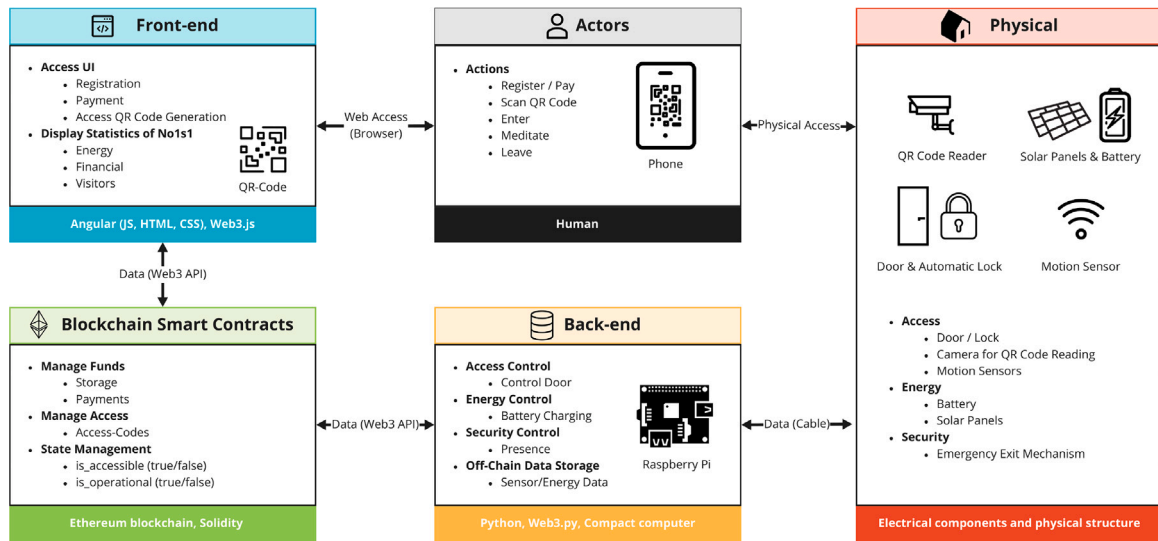 Front-end
Access UI
Registration
Payment
Access QR Code Generation
Display Statistics of No1s1
Energy
Financial
Visitors
QR-Code
Angular (JS, HTML, CSS), Web3.js
Web Access
(Browser)
Actors
Actions
Register / Pay
Scan QR Code
Enter
Meditate
Leave
Phone
Human
Physical Access
Physical
QR Code Reader
Solar Panels & Battery
Door & Automatic Lock
Motion Sensor
Access
Door / Lock
Camera for QR Code Reading
Motion Sensors
Energy
Battery
Solar Panels
Security
Emergency Exit Mechanism
Electrical components and physical structure
Data (Web3 API)
Blockchain Smart Contracts
Manage Funds
Storage
Payments
Manage Access
Access-Codes
State Management
is_accessible (true/false)
is_operational (true/false)
Ethereum blockchain, Solidity
Data (Web3 API)
Back-end
Access Control
Control Door
Energy Control
Battery Charging
Security Control
Presence
Off-Chain Data Storage
Sensor/Energy Data
Raspberry Pi
Python, Web3.py, Compact computer
Data (Cable)